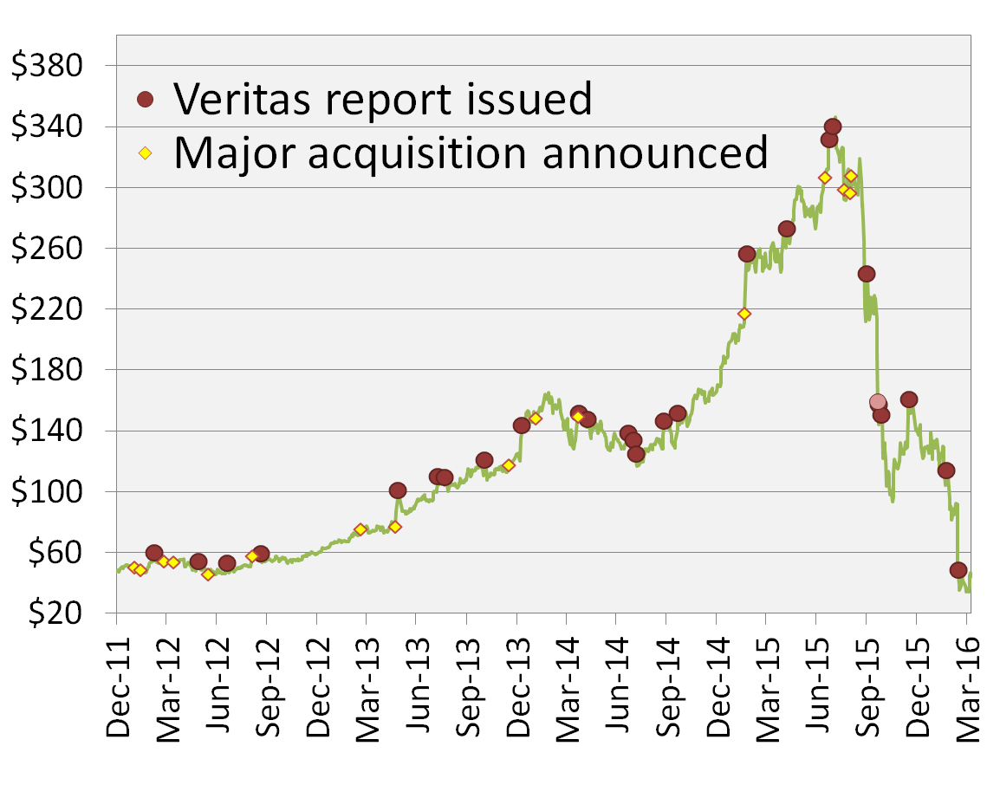 $380
$340
$300
$260
$220
$180
$140
$100
$60
$20
Veritas report issued
Major acquisition announced
Dec-11
Mar-12
Jun-12
Sep-12
Dec-12
Mar-13
Jun-13
Sep-13
Dec-13
Mar-14
Jun-14
Sep-14
Dec-14
Mar-15
Jun-15
Sep-15
Dec-15
Mar-16